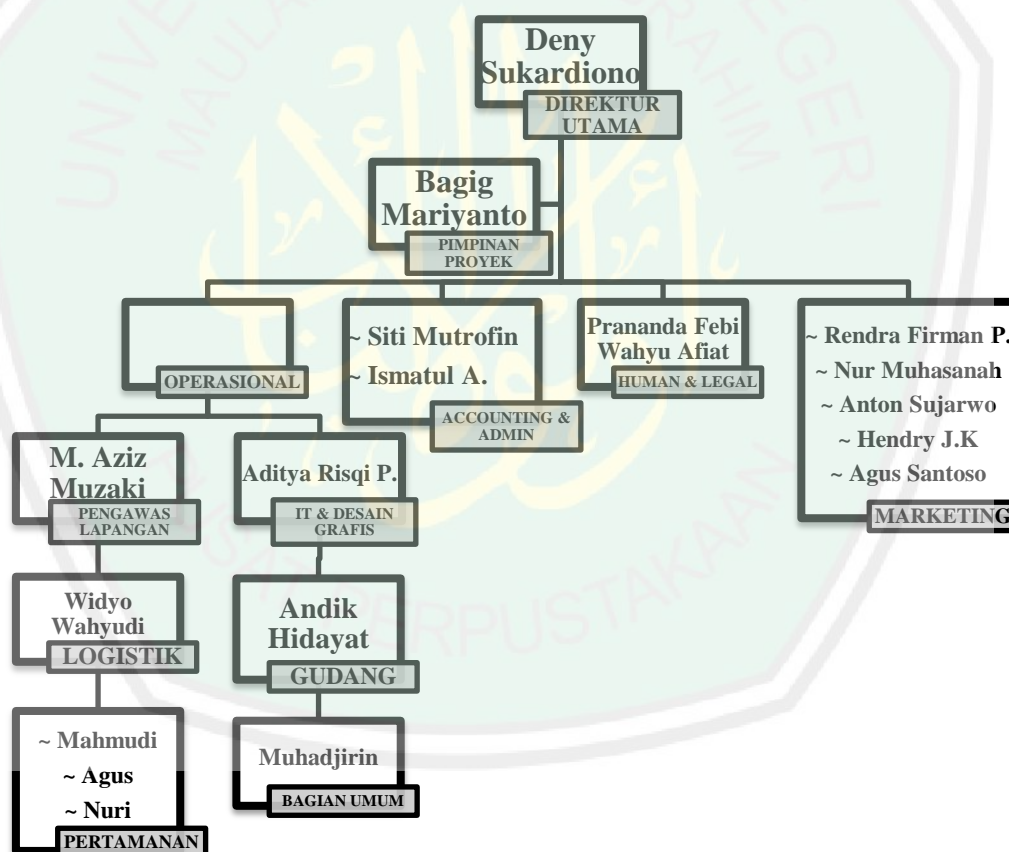 Deny
Sukardiono
DIREKTUR
UTAMA
Bagig
Mariyanto
PIMPINAN
PROYEK
OPERASIONAL
~ Siti Mutrofin
~ Ismatul A.
ACCOUNTING &
ADMIN
Prananda Febi
Wahyu Afiat
HUMAN & LEGAL
~ Rendra Firman P.
~ Nur Muhasanah
~ Anton Sujarwo
~ Hendry J.K
~ Agus Santoso
MARKETING
M. Aziz
Muzaki
PENGAWAS
LAPANGAN
Aditya Risqi P.
IT & DESAIN
GRAFIS
Widyo
Wahyudi
LOGISTIK
Andik
Hidayat
GUDANG
~ Mahmudi
~ Agus
~ Nuri
PERTAMANAN
Muhadjirin
BAGIAN UMUM
PERPUSTAKAAN